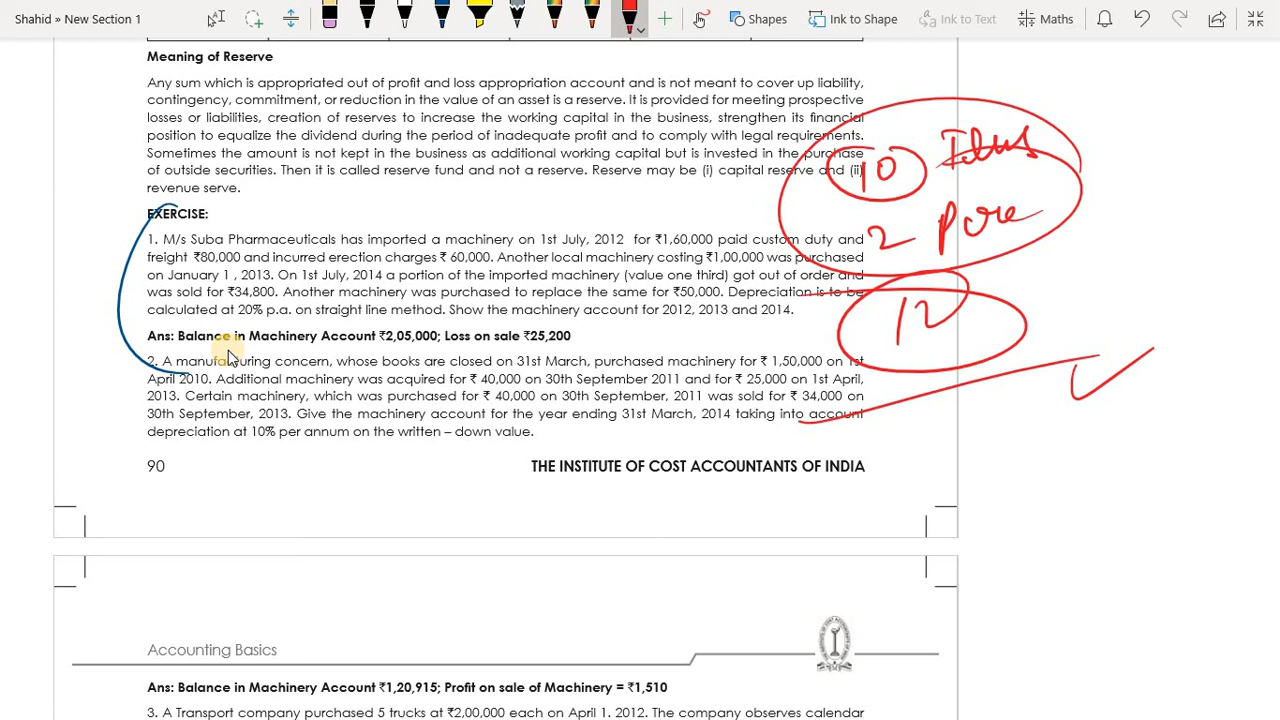 Shahid » New Section 1
Shapes
Ink to Shape
Ink to Text
Maths
Meaning of Reserve
Any sum which is appropriated out of profit and loss appropriation account and is not meant to cover up liability,
contingency, commitment, or reduction in the value of an asset is a reserve. It is provided for meeting prospective
losses or liabilities, creation of reserves to increase the working capital in the business, strengthen its financial
position to equalize the dividend during the period of inadequate profit and to comply with legal requirements.
Sometimes the amount is not kept in the business as additional working capital but is invested in the purchase
of outside securities. Then it is called reserve fund and not a reserve. Reserve may be (i) capital reserve and (ii)
revenue serve.
10
2
12
EXERCISE:
1. M/s Suba Pharmaceuticals has imported a machinery on 1st July, 2012 for ₹1,60,000 paid custom duty and
freight ₹80,000 and incurred erection charges ₹ 60,000. Another local machinery costing ₹1,00,000 was purchased
on January 1 , 2013. On 1st July, 2014 a portion of the imported machinery (value one third) got out of order and
was sold for ₹34,800. Another machinery was purchased to replace the same for ₹50,000. Depreciation is to be
calculated at 20% p.a. on straight line method. Show the machinery account for 2012, 2013 and 2014.
Ans: Balance in Machinery Account ₹2,05,000; Loss on sale ₹25,200
2. A manufacturing concern, whose books are closed on 31st March, purchased machinery for ₹ 1,50,000 on 1st
April 2010. Additional machinery was acquired for ₹ 40,000 on 30th September 2011 and for ₹ 25,000 on 1st April,
2013. Certain machinery, which was purchased for ₹ 40,000 on 30th September, 2011 was sold for ₹ 34,000 on
30th September, 2013. Give the machinery account for the year ending 31st March, 2014 taking into account
depreciation at 10% per annum on the written – down value.
90 THE INSTITUTE OF COST ACCOUNTANTS OF INDIA
Accounting Basics
Ans: Balance in Machinery Account ₹1,20,915; Profit on sale of Machinery = ₹1,510
3. A Transport company purchased 5 trucks at ₹2,00,000 each on April 1. 2012. The company observes calendar